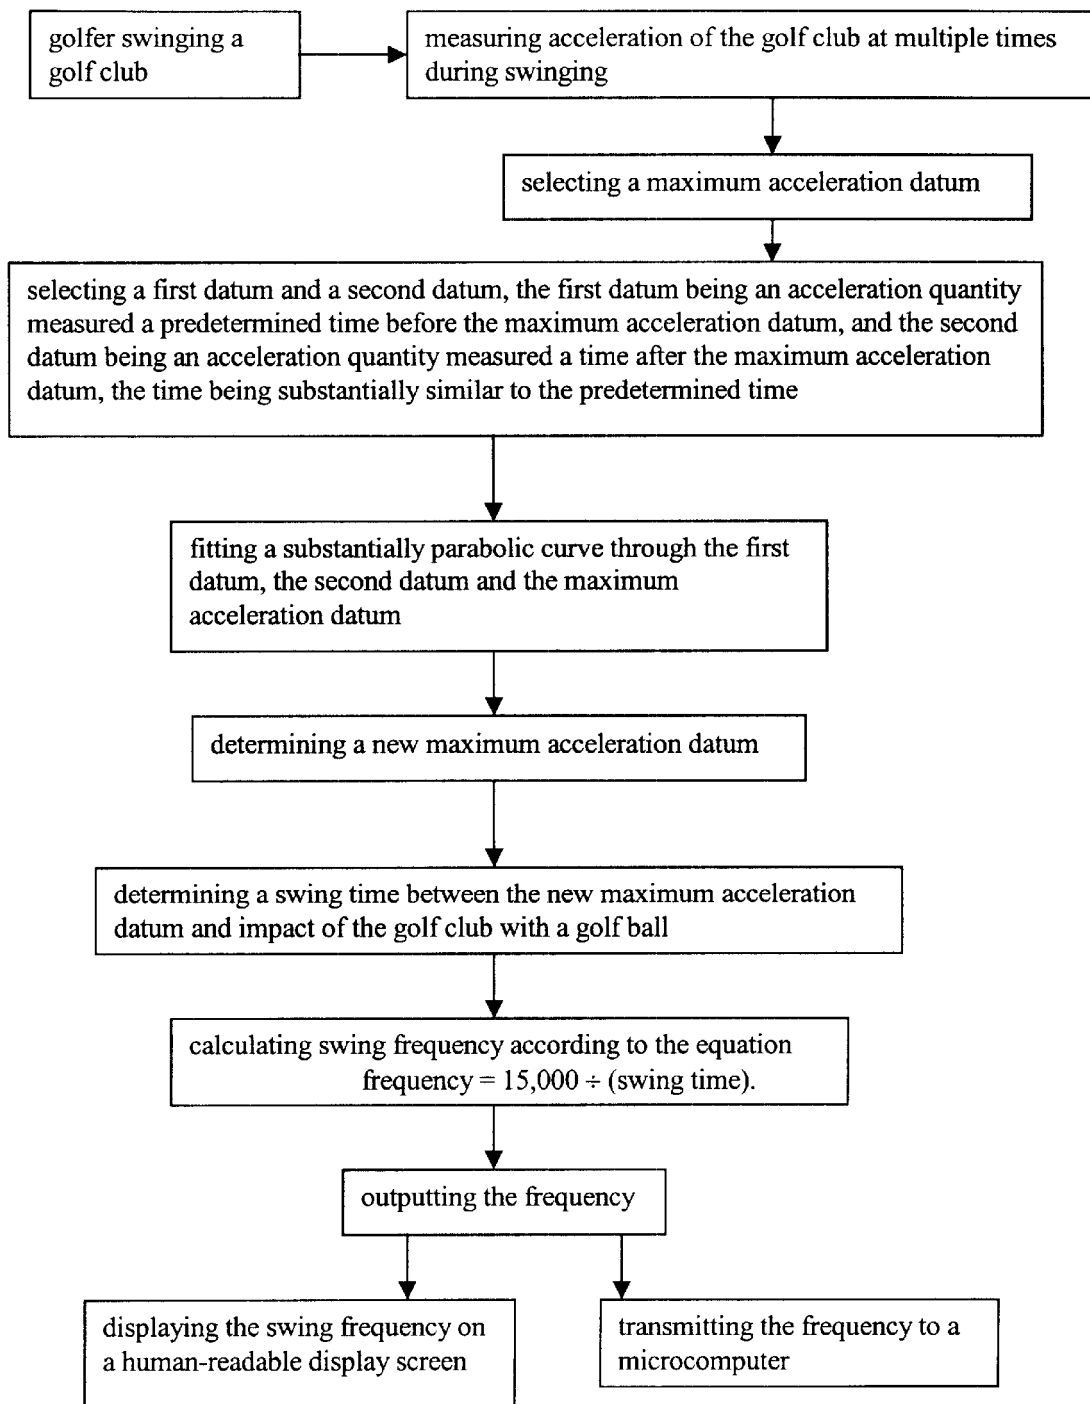 golfer swinging a
golf club
measuring acceleration of the golf club at multiple times
during swinging
selecting a maximum acceleration datum
selecting a first datum and a second datum, the first datum being an acceleration quantity
measured a predetermined time before the maximum acceleration datum, and the second
datum being an acceleration quantity measured a time after the maximum acceleration
datum, the time being substantially similar to the predetermined time
fitting a substantially parabolic curve through the first
datum, the second datum and the maximum
acceleration datum
determining a new maximum acceleration datum
determining a swing time between the new maximum acceleration
datum and impact of the golf club with a golf ball
calculating swing frequency according to the equation
frequency = 15,000 ÷ (swing time).
outputting the frequency
displaying the swing frequency on
a human-readable display screen
transmitting the frequency to a
microcomputer